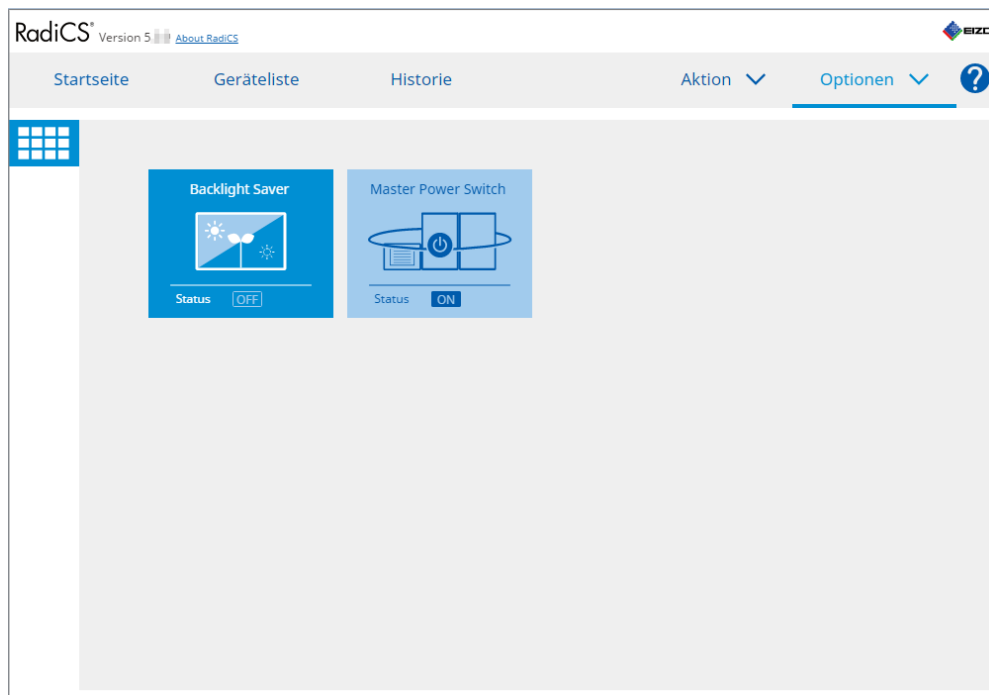 RadiCS® Version 5. About RadiCS
EIZO
Startseite Geräteliste Historie Aktion Optionen ?
Backlight Saver
Status OFF
Master Power Switch
Status ON